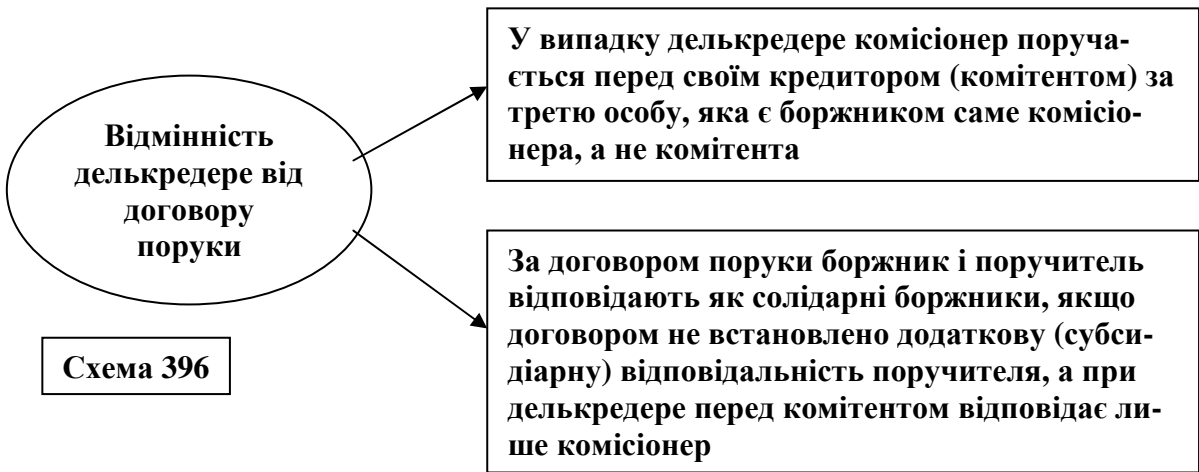 Відмінність
делькредере від
договору
поруки
У випадку делькредере комісіонер поруча-
ється перед своїм кредитором (комітентом) за
третю особу, яка є боржником саме комісіо-
нера, а не комітента
За договором поруки боржник і поручитель
відповідають як солідарні боржники, якщо
договором не встановлено додаткову (субси-
діарну) відповідальність поручителя, а при
делькредере перед комітентом відповідає ли-
ше комісіонер
Схема 396